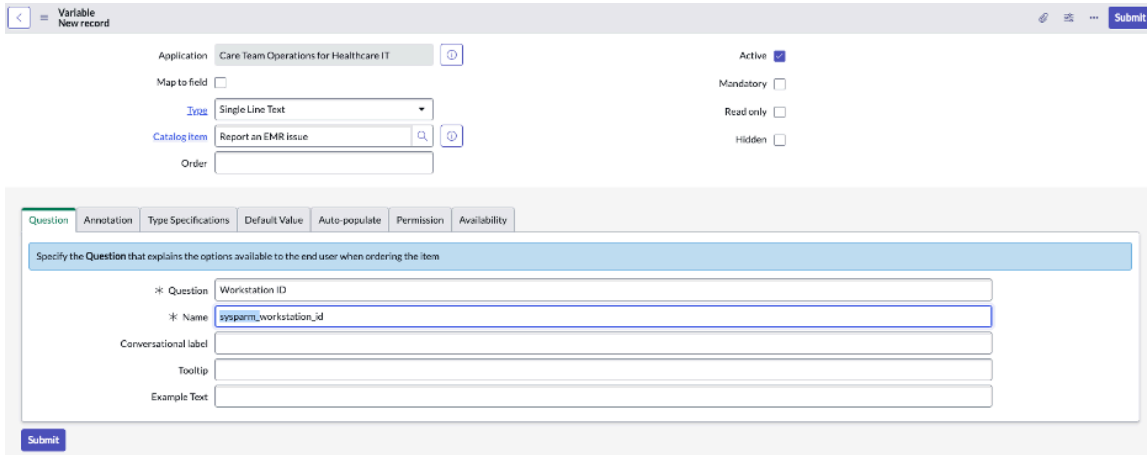 Variable
New record
Submit
Application Care Team Operations for Healthcare IT
Map to field
Type Single Line Text
Catalog item Report an EMR issue
Order
Active
Mandatory
Read only
Hidden
Question Annotation Type Specifications Default Value Auto-populate Permission Availability
Specify the Question that explains the options available to the end user when ordering the item
* Question Workstation ID
* Name sysparm_workstation_id
Conversational label
Tooltip
Example Text
Submit